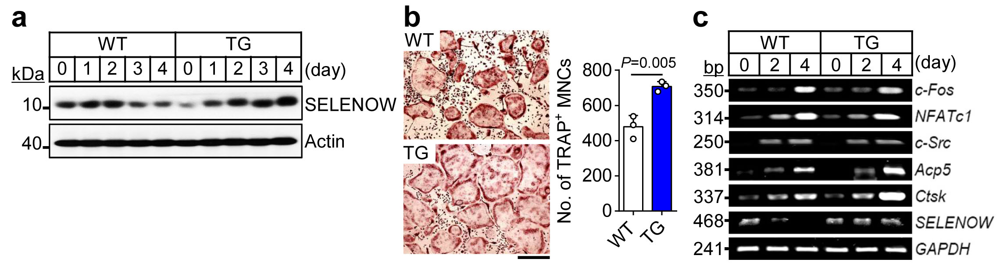 a
WT TG
kDa 0 1 2 3 4 0 1 2 3 4 (day)
10 SELENOW
40 Actin
b
WT
TG
No. of TRAP+ MNCs
P=0.005
800
600
400
200
0
WT TG
c
WT TG
bp 0 2 4 0 2 4 (day)
350 c-Fos
314 NFATc1
250 c-Src
381 Acp5
337 Ctsk
468 SELENOW
241 GAPDH